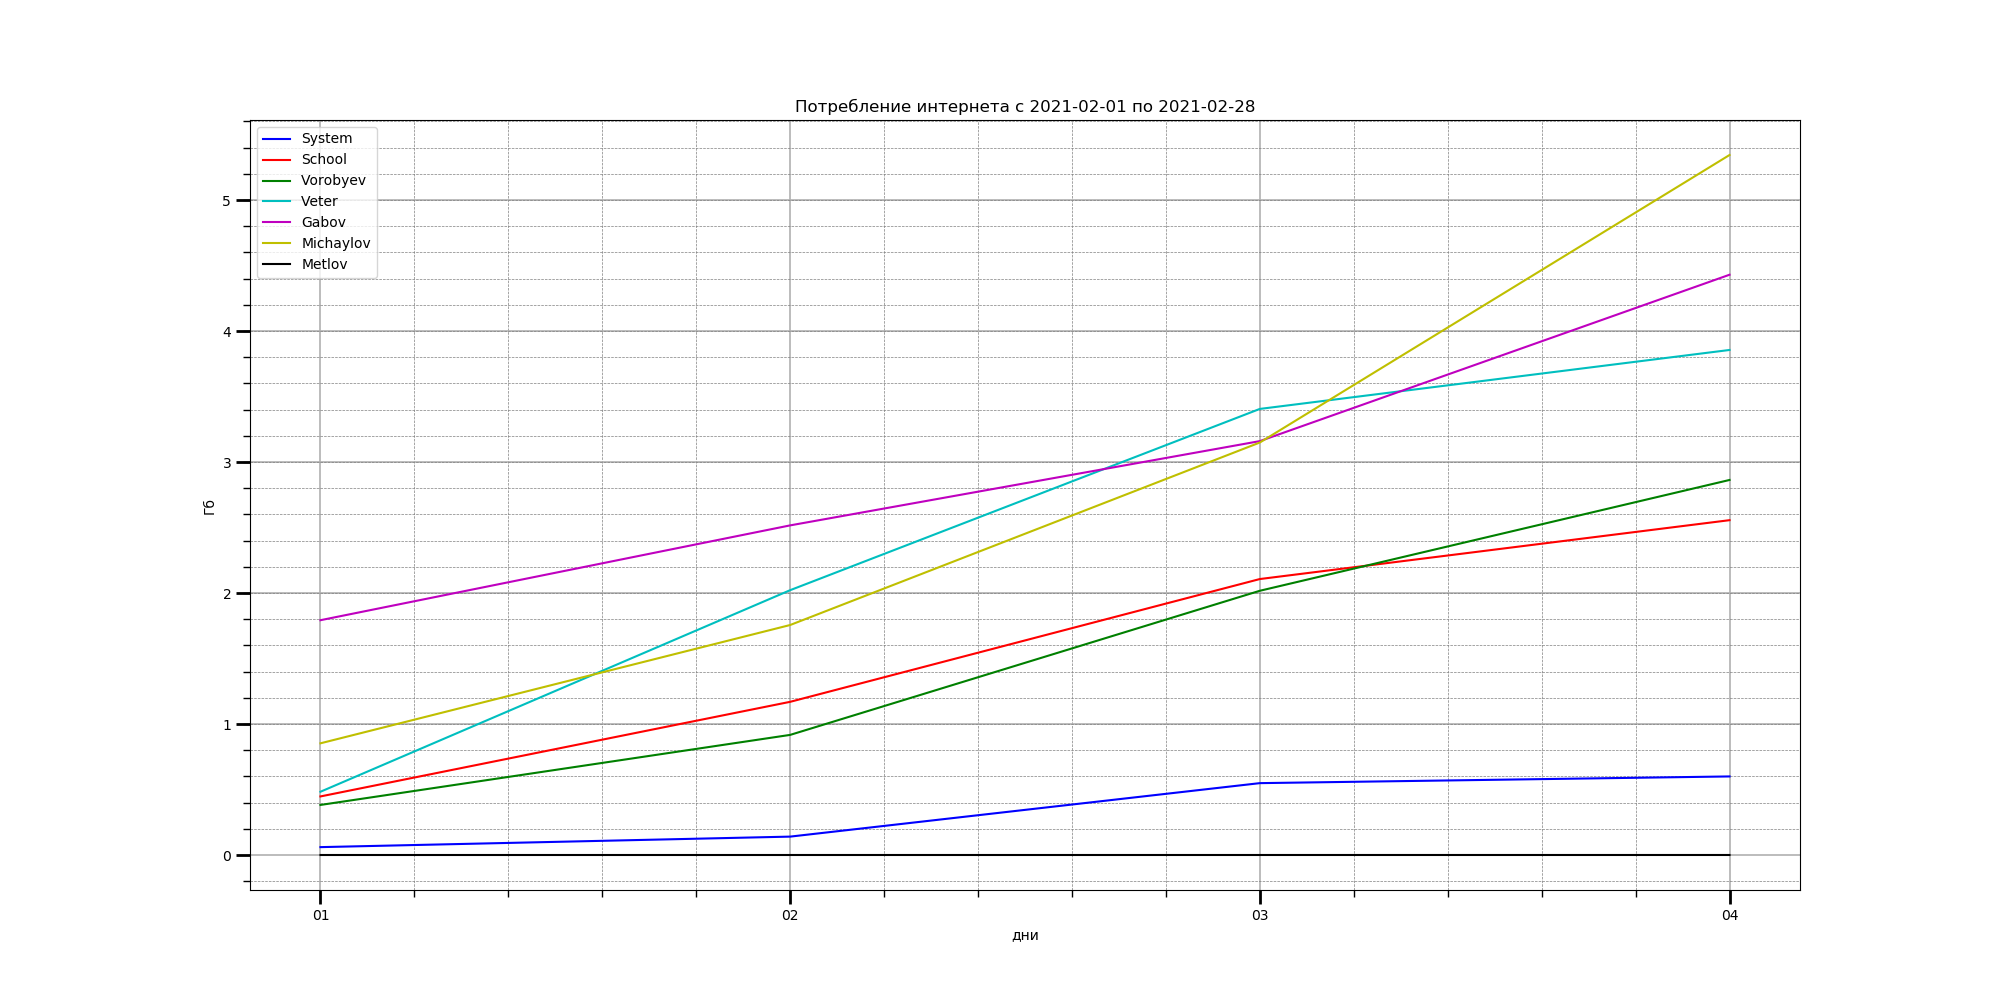 Потребление интернета с 2021-02-01 по 2021-02-28
System
School
Vorobyev
Veter
Gabov
Michaylov
Metlov
5
4
3
2
1
0
Гб
01 02 03 04
дни